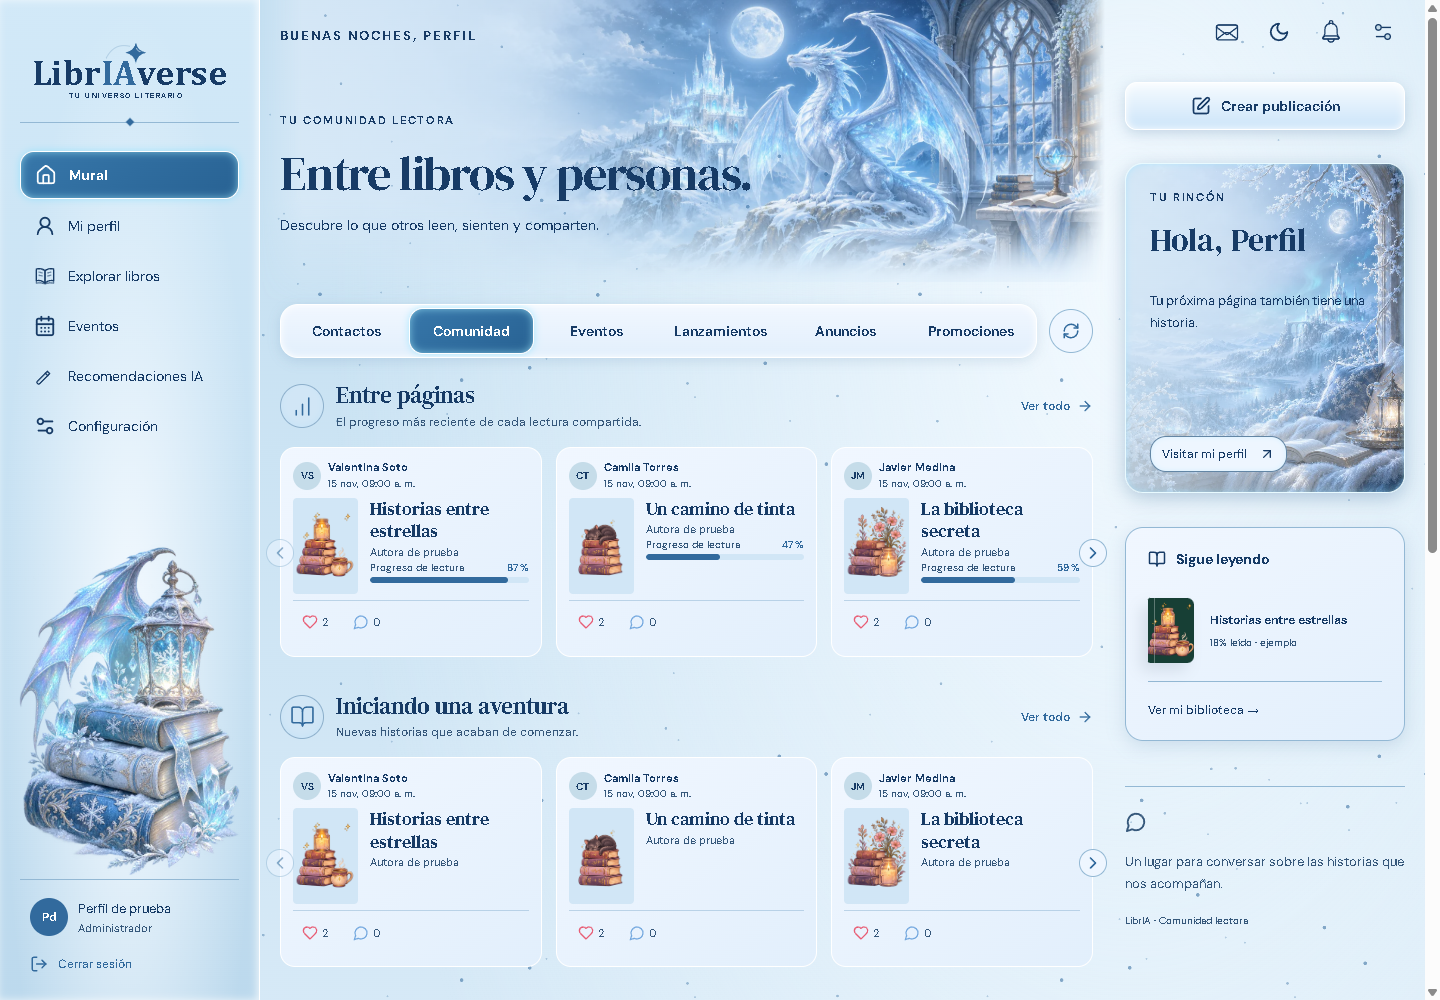 LibrIAverse
TU UNIVERSO LITERARIO
Mural
Mi perfil
Explorar libros
Eventos
Recomendaciones IA
Configuración
Pd
Perfil de prueba
Administrador
Cerrar sesión
BUENAS NOCHES, PERFIL
TU COMUNIDAD LECTORA
Entre libros y personas.
Descubre lo que otros leen, sienten y comparten.
Contactos
Comunidad
Eventos
Lanzamientos
Anuncios
Promociones
Entre páginas
El progreso más reciente de cada lectura compartida.
Ver todo →
VS
Valentina Soto
15 nov, 09:00 a. m.
Historias entre
estrellas
Autora de prueba
Progreso de lectura 87 %
2 0
CT
Camila Torres
15 nov, 09:00 a. m.
Un camino de tinta
Autora de prueba
Progreso de lectura 47 %
2 0
JM
Javier Medina
15 nov, 09:00 a. m.
La biblioteca
secreta
Autora de prueba
Progreso de lectura 59 %
2 0
Iniciando una aventura
Nuevas historias que acaban de comenzar.
Ver todo →
VS
Valentina Soto
15 nov, 09:00 a. m.
Historias entre
estrellas
Autora de prueba
2 0
CT
Camila Torres
15 nov, 09:00 a. m.
Un camino de tinta
Autora de prueba
2 0
JM
Javier Medina
15 nov, 09:00 a. m.
La biblioteca
secreta
Autora de prueba
2 0
Crear publicación
TU RINCÓN
Hola, Perfil
Tu próxima página también tiene una
historia.
Visitar mi perfil
Sigue leyendo
Historias entre estrellas
18% leído · ejemplo
Ver mi biblioteca →
Un lugar para conversar sobre las historias que
nos acompañan.
LibrIA · Comunidad lectora